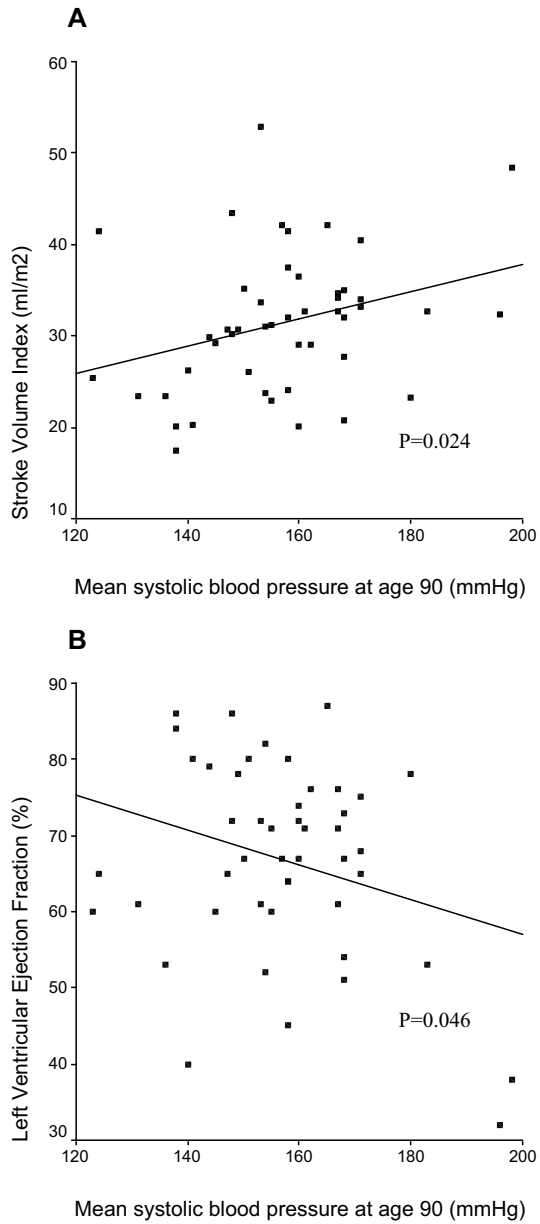 A
60
50
40
30
20
10
Stroke Volume Index (ml/m2)
P=0.024
120 140 160 180 200
Mean systolic blood pressure at age 90 (mmHg)
B
90
80
70
60
50
40
30
Left Ventricular Ejection Fraction (%)
P=0.046
120 140 160 180 200
Mean systolic blood pressure at age 90 (mmHg)